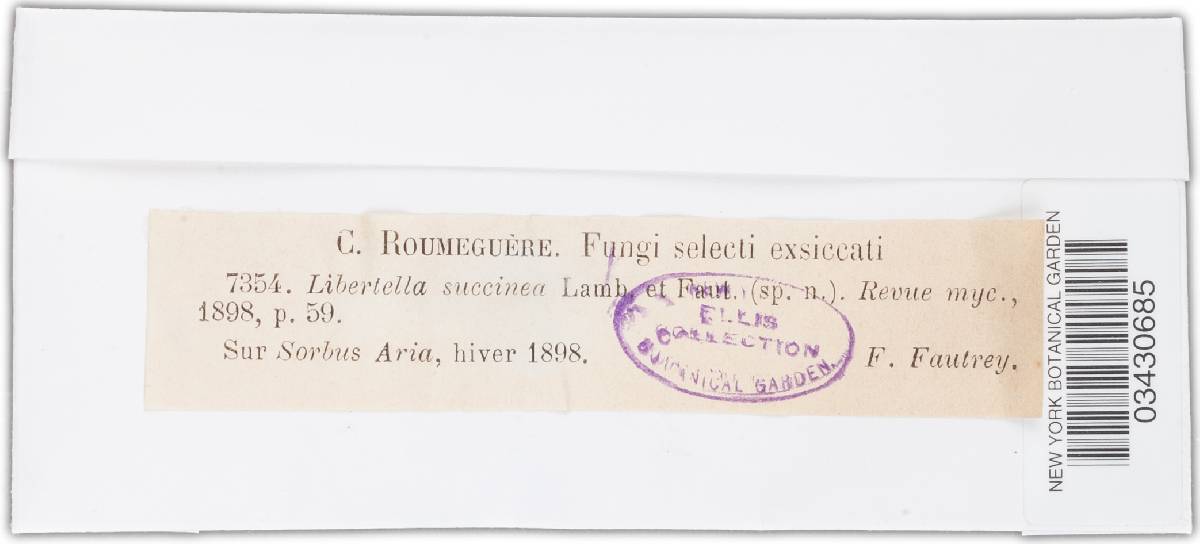 C. ROUMEGUÈRE. Fungi selecti exsiccati
7354. Libertella succinea Lamb. et Faut. (sp. n.). Revue myc.,
1898, p. 59.
Sur Sorbus Aria, hiver 1898.
F. Fautrey.
ELLIS
COLLECTION
BOTANICAL GARDEN.
NEW YORK BOTANICAL GARDEN
03430685